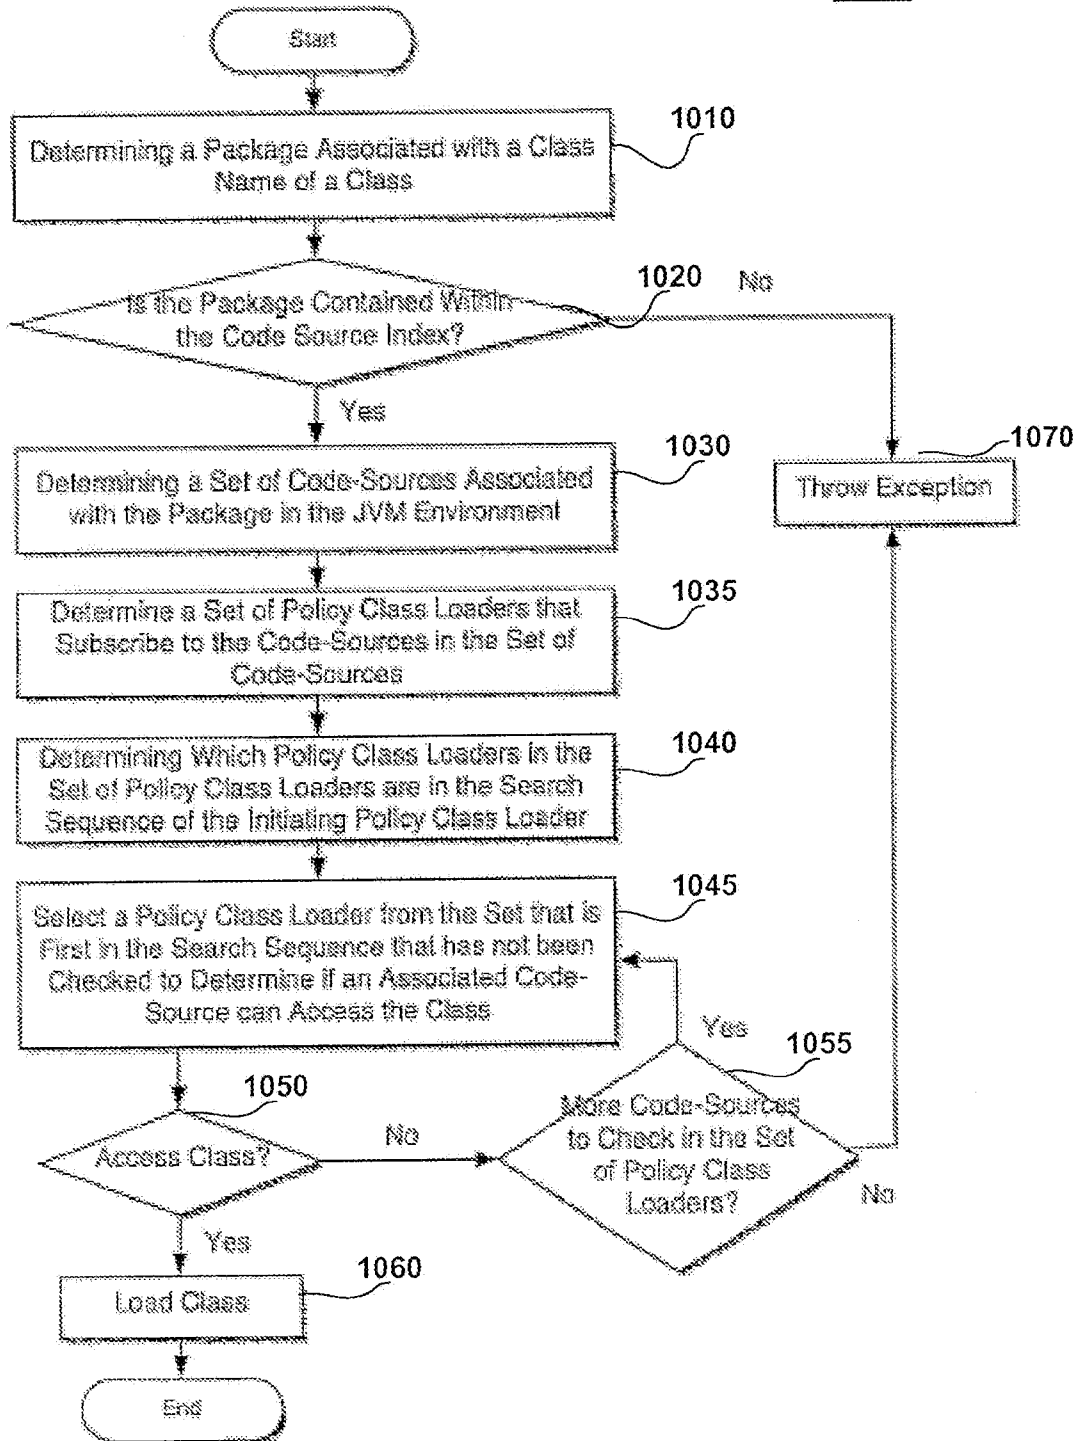 Start
1010
Determining a Package Associated with a Class
Name of a Class
1020
No
Is the Package Contained Within
the Code Source Index?
Yes
1030
Determining a Set of Code-Sources Associated
with the Package in the JVM Environment
1070
Throw Exception
1035
Determine a Set of Policy Class Loaders that
Subscribe to the Code-Sources in the Set of
Code-Sources
1040
Determining Which Policy Class Loaders in the
Set of Policy Class Loaders are in the Search
Sequence of the Initiating Policy Class Loader
1045
Select a Policy Class Loader from the Set that is
First in the Search Sequence that has not been
Checked to Determine if an Associated Code-
Source can Access the Class
Yes
1055
1050
Access Class?
No
More Code-Sources
to Check in the Set
of Policy Class
Loaders?
No
Yes
1060
Load Class
End